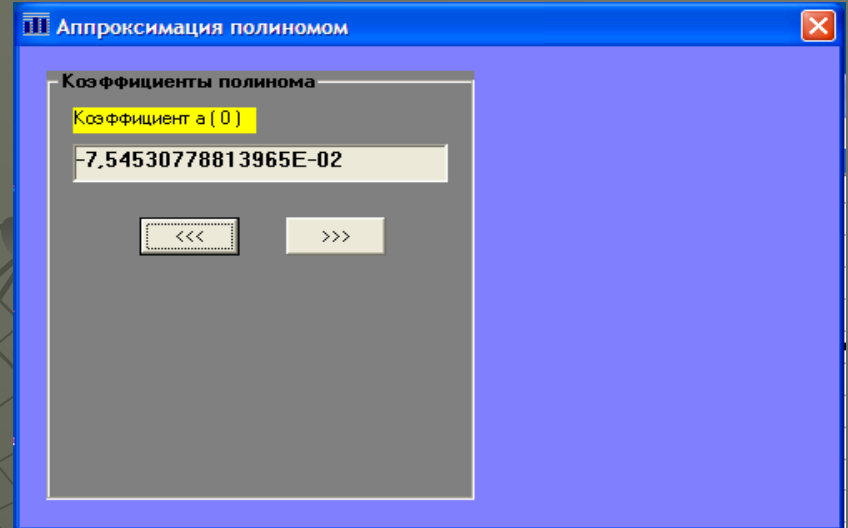 Аппроксимация полиномом
Коэффициенты полинома
Коэффициент a ( 0 )
-7,54530778813965E-02
<<< >>>